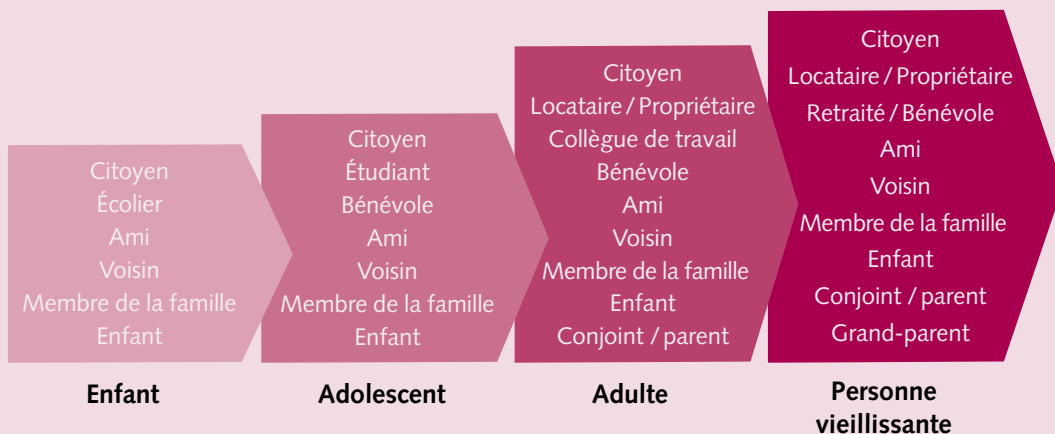 Citoyen
Écolier
Ami
Voisin
Membre de la famille
Enfant
Enfant
Citoyen
Étudiant
Bénévole
Ami
Voisin
Membre de la famille
Enfant
Adolescent
Citoyen
Locataire / Propriétaire
Collègue de travail
Bénévole
Ami
Voisin
Membre de la famille
Enfant
Conjoint / parent
Adulte
Citoyen
Locataire / Propriétaire
Retraité / Bénévole
Ami
Voisin
Membre de la famille
Enfant
Conjoint / parent
Grand-parent
Personne
vieillissante